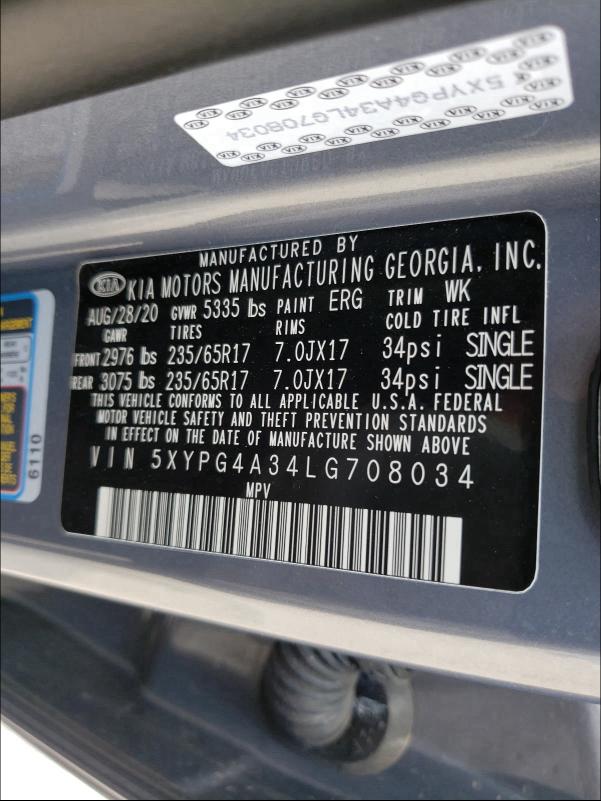 5XYPG4A34LG708034
MANUFACTURED BY
KIA KIA MOTORS MANUFACTURING GEORGIA, INC.
AUG/28/20 GVWR 5335 lbs PAINT ERG TRIM WK
GAWR TIRES RIMS COLD TIRE INFL
FRONT 2976 lbs 235/65R17 7.0JX17 34psi SINGLE
REAR 3075 lbs 235/65R17 7.0JX17 34psi SINGLE
THIS VEHICLE CONFORMS TO ALL APPLICABLE U.S.A. FEDERAL
MOTOR VEHICLE SAFETY AND THEFT PREVENTION STANDARDS
IN EFFECT ON THE DATE OF MANUFACTURE SHOWN ABOVE
VIN 5XYPG4A34LG708034
MPV
6110